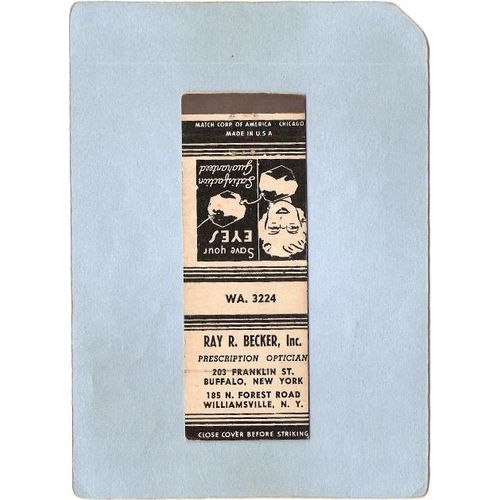 MATCH CORP OF AMERICA · CHICAGO
MADE IN U.S.A
Save your
EYES
Satisfaction
Guaranteed
WA. 3224
RAY R. BECKER, Inc.
PRESCRIPTION OPTICIAN
203 FRANKLIN ST.
BUFFALO, NEW YORK
185 N. FOREST ROAD
WILLIAMSVILLE, N. Y.
CLOSE COVER BEFORE STRIKING